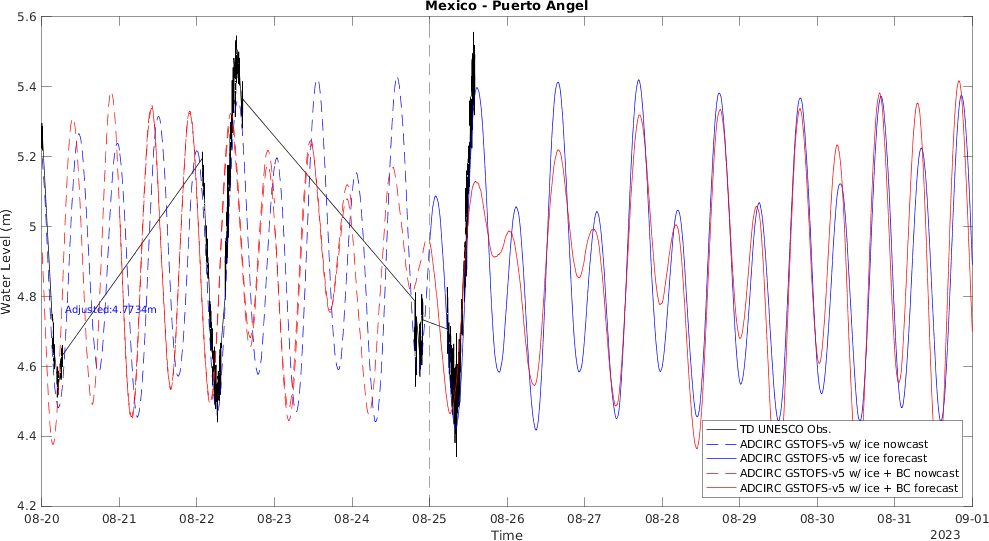 Mexico - Puerto Angel
5.6
5.4
5.2
5
4.8
4.6
4.4
4.2
Water Level (m)
Adjusted:4.7734m
TD UNESCO Obs.
ADCIRC GSTOFS-v5 w/ ice nowcast
ADCIRC GSTOFS-v5 w/ ice forecast
ADCIRC GSTOFS-v5 w/ ice + BC nowcast
ADCIRC GSTOFS-v5 w/ ice + BC forecast
08-20 08-21 08-22 08-23 08-24 08-25 08-26 08-27 08-28 08-29 08-30 08-31 09-01
Time
2023